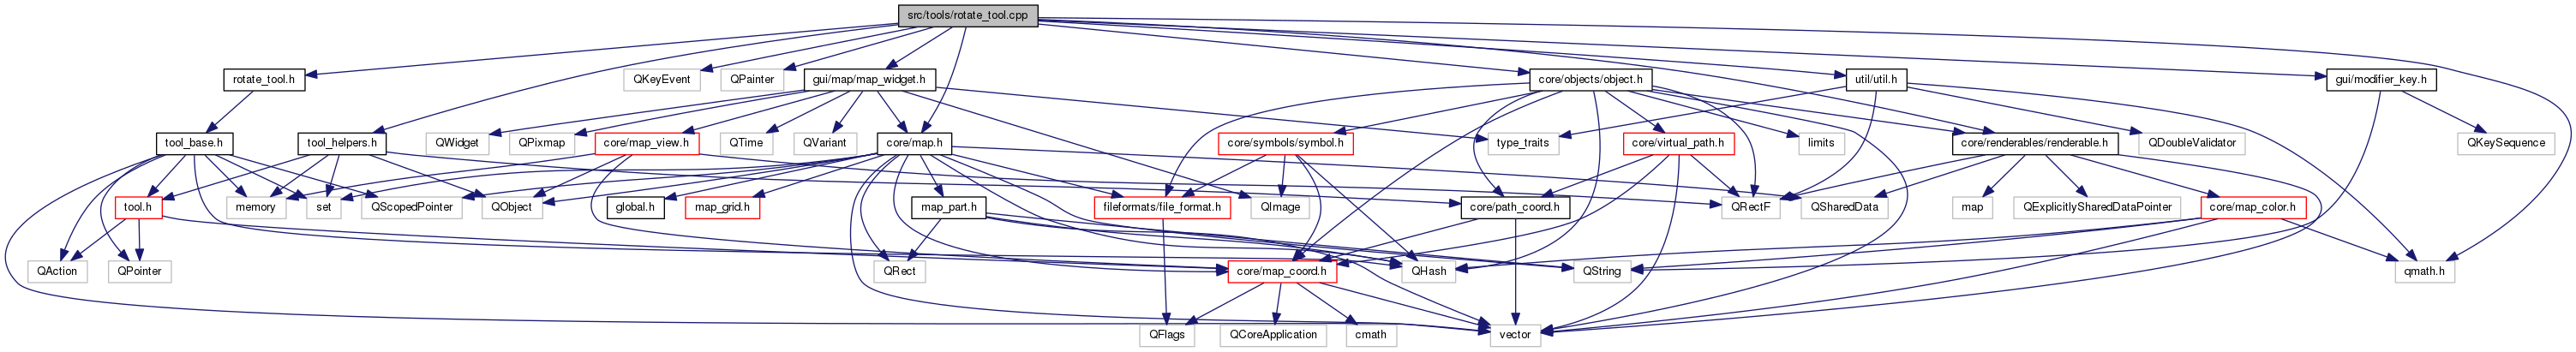 src/tools/rotate_tool.cpp
rotate_tool.h
QKeyEvent
QPainter
gui/map/map_widget.h
core/objects/object.h
util/util.h
gui/modifier_key.h
tool_base.h
tool_helpers.h
QWidget
QPixmap
core/map_view.h
QTime
QVariant
core/map.h
type_traits
core/symbols/symbol.h
core/virtual_path.h
limits
core/renderables/renderable.h
QDoubleValidator
QKeySequence
tool.h
memory
set
QScopedPointer
QObject
global.h
map_grid.h
map_part.h
fileformats/file_format.h
QImage
core/path_coord.h
QRectF
QSharedData
map
QExplicitlySharedDataPointer
core/map_color.h
QAction
QPointer
QRect
core/map_coord.h
QHash
QString
qmath.h
QFlags
QCoreApplication
cmath
vector